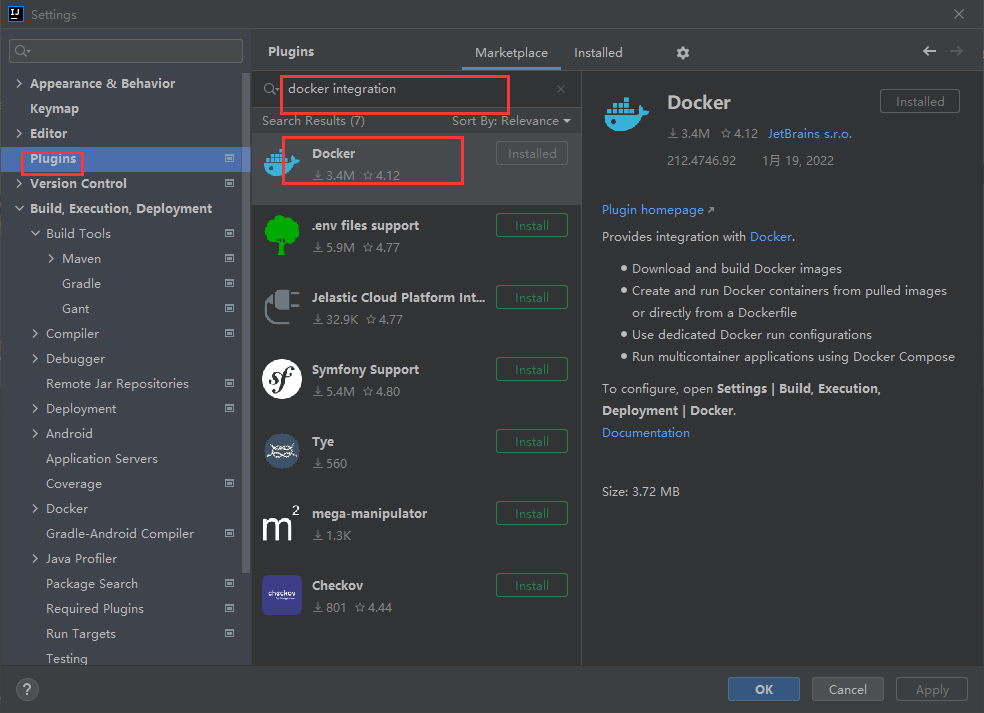 Settings
Appearance & Behavior
Keymap
Editor
Plugins
Version Control
Build, Execution, Deployment
Build Tools
Maven
Gradle
Gant
Compiler
Debugger
Remote Jar Repositories
Deployment
Android
Application Servers
Coverage
Docker
Gradle-Android Compiler
Java Profiler
Package Search
Required Plugins
Run Targets
Testing
Plugins
Marketplace
Installed
docker integration
Search Results (7)
Sort By: Relevance
Docker
3.4M 4.12
Installed
.env files support
5.9M 4.77
Install
Jelastic Cloud Platform Int...
32.9K 4.77
Install
Symfony Support
5.4M 4.80
Install
Tye
560
Install
m2
mega-manipulator
1.3K
Install
checkov
Checkov
801 4.44
Install
Docker
Installed
3.4M 4.12 JetBrains s.r.o.
212.4746.92 1月 19, 2022
Plugin homepage
Provides integration with Docker.
Download and build Docker images
Create and run Docker containers from pulled images
or directly from a Dockerfile
Use dedicated Docker run configurations
Run multicontainer applications using Docker Compose
To configure, open Settings | Build, Execution,
Deployment | Docker.
Documentation
Size: 3.72 MB
?
OK
Cancel
Apply